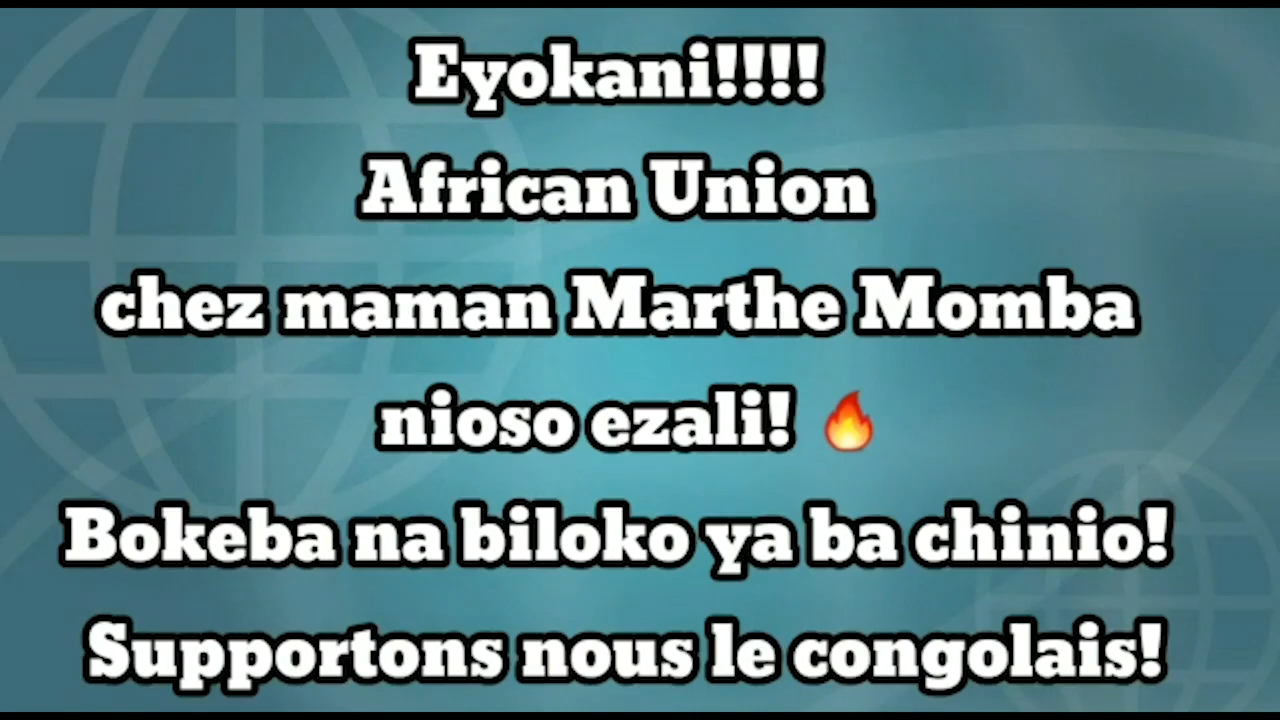 Eyokani!!!!
African Union
chez maman Marthe Momba
nioso ezali! 🔥
Bokeba na biloko ya ba chinio!
Supportons nous le congolais!